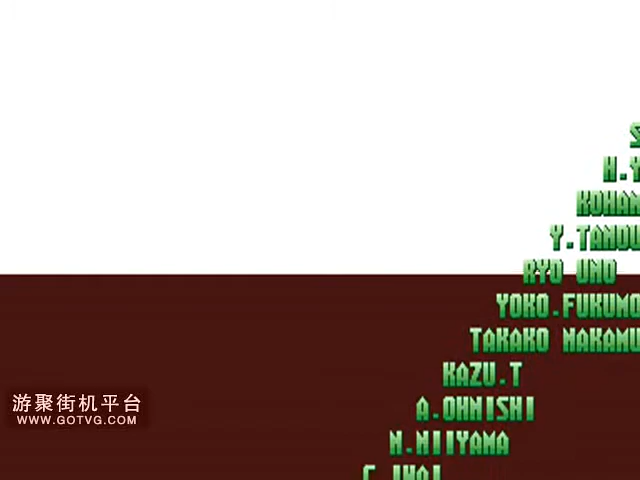 H.Y
KOHAM
Y.TANOU
RYO UNO
YOKO.FUKUMO
TAKAKO NAKAMU
KAZU.T
A.OHNISHI
N.NIIYAMA
游聚街机平台
WWW.GOTVG.COM